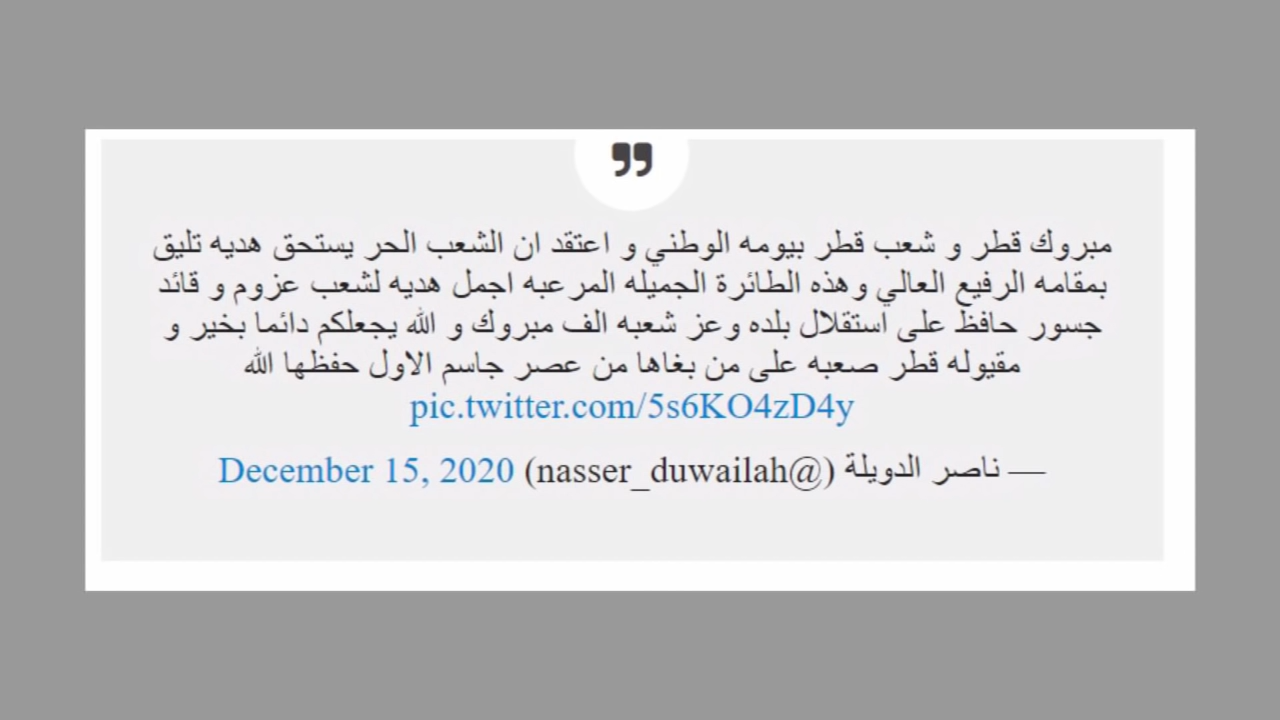 مبروك قطر و شعب قطر بيومه الوطني و اعتقد ان الشعب الحر يستحق هديه تليق
بمقامه الرفيع العالي وهذه الطائرة الجميله المرعبه اجمل هديه لشعب عزوم و قائد
جسور حافظ على استقلال بلده وعز شعبه الف مبروك و الله يجعلكم دائما بخير و
مقيوله قطر صعبه على من بغاها من عصر جاسم الاول حفظها الله
pic.twitter.com/5s6KO4zD4y
— ناصر الدويلة (@nasser_duwailah) December 15, 2020